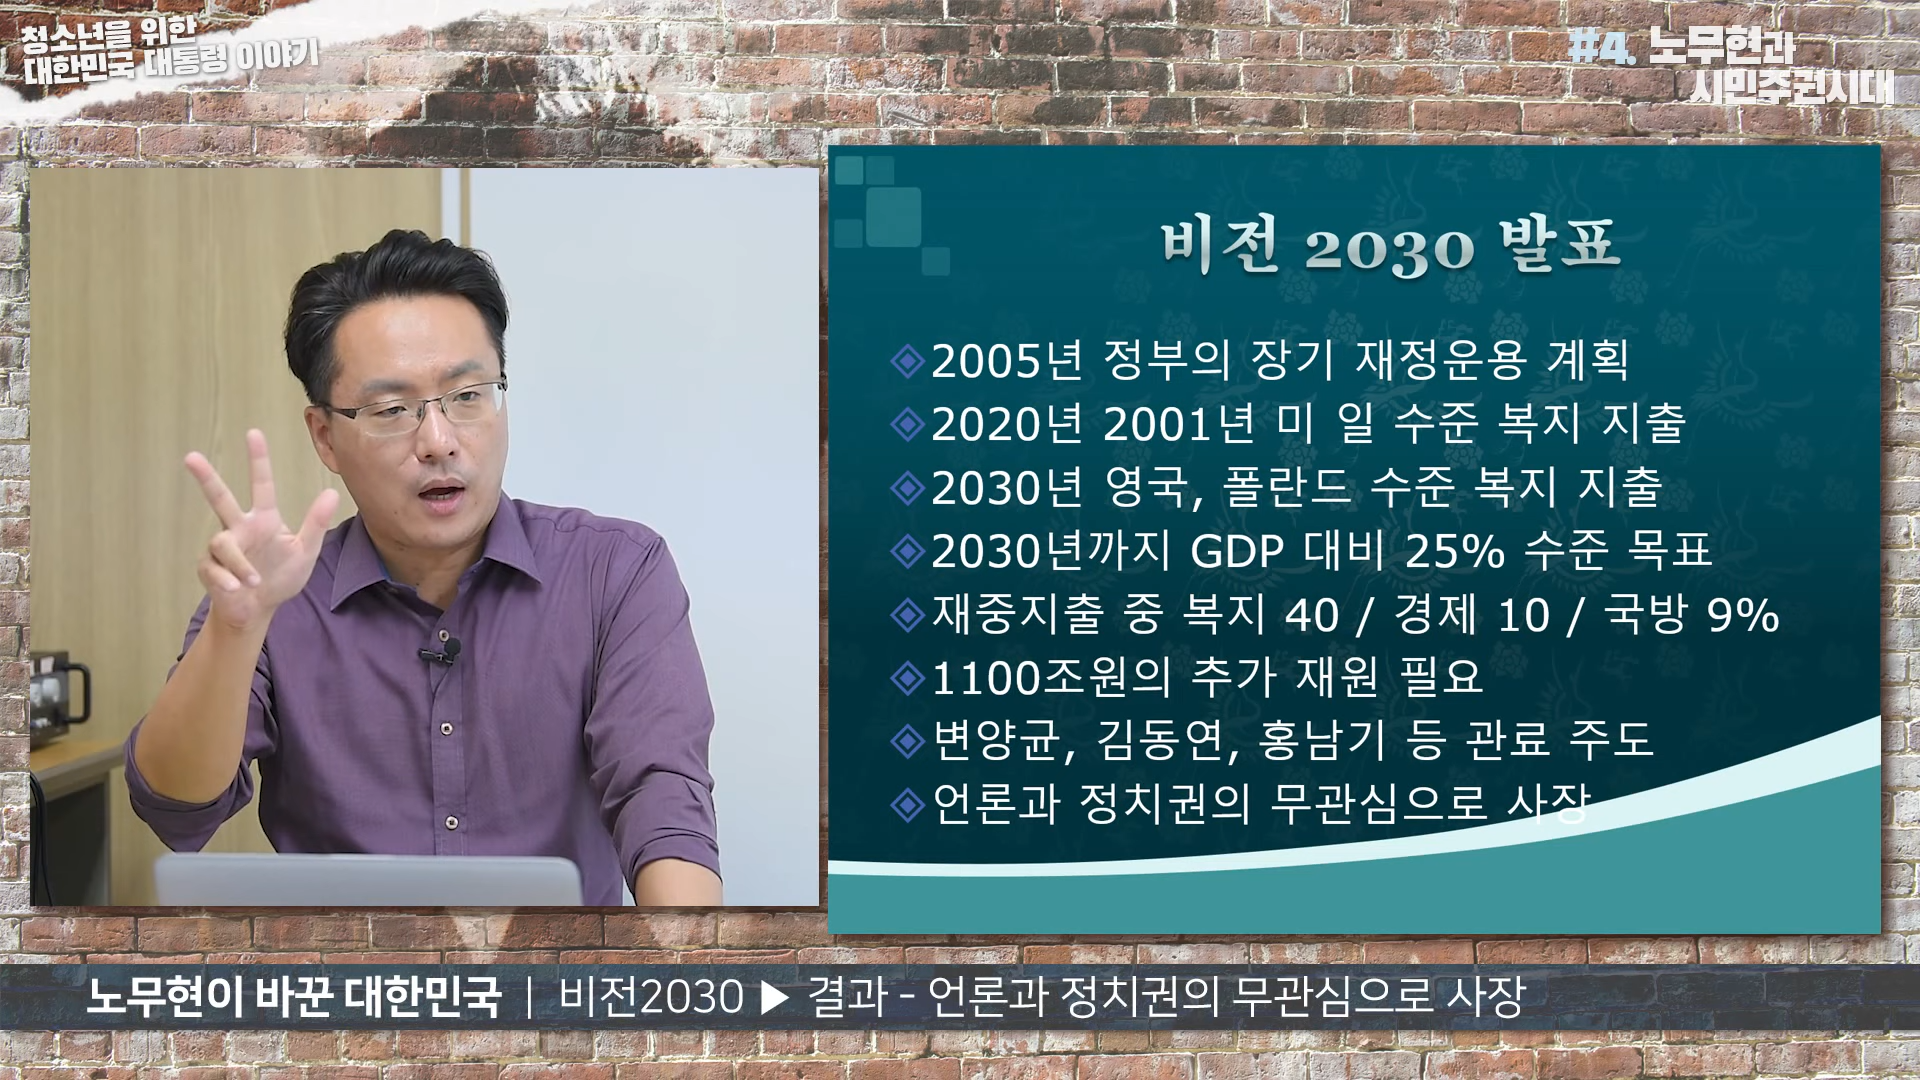 청소년을 위한
대한민국 대통령 이야기
#4. 노무현과
시민주권시대
비전 2030 발표
2005년 정부의 장기 재정운용 계획
2020년 2001년 미 일 수준 복지 지출
2030년 영국, 폴란드 수준 복지 지출
2030년까지 GDP 대비 25% 수준 목표
재중지출 중 복지 40 / 경제 10 / 국방 9%
1100조원의 추가 재원 필요
변양균, 김동연, 홍남기 등 관료 주도
언론과 정치권의 무관심으로 사장
노무현이 바꾼 대한민국 | 비전2030 ▶ 결과 - 언론과 정치권의 무관심으로 사장